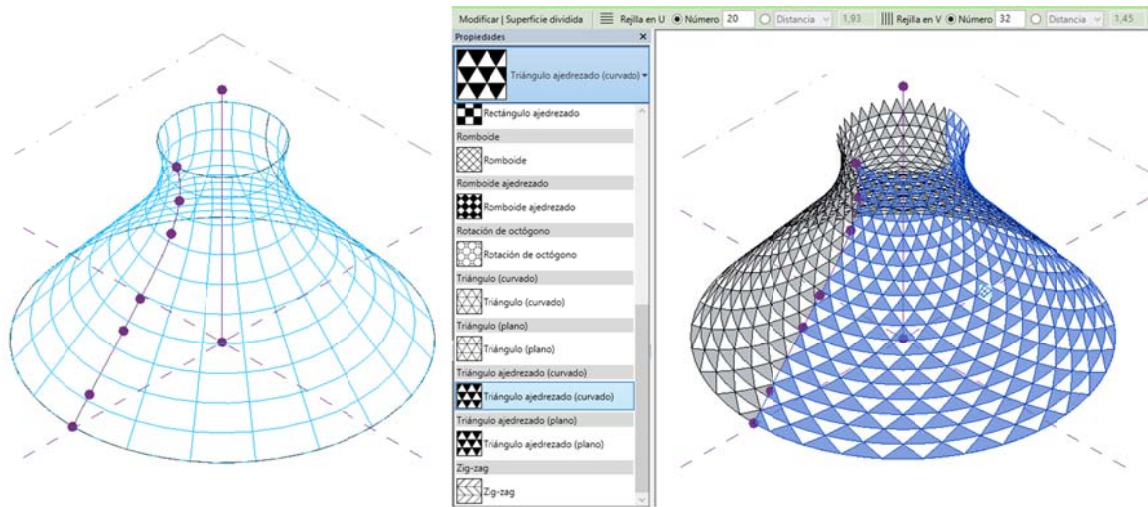 Modificar | Superficie dividida Rejilla en U Número 20 Distancia 1,93 Rejilla en V Número 32 Distancia 1,45
Propiedades
Triángulo ajedrezado (curvado)
Rectángulo ajedrezado
Romboide
Romboide
Romboide ajedrezado
Romboide ajedrezado
Rotación de octógono
Rotación de octógono
Triángulo (curvado)
Triángulo (curvado)
Triángulo (plano)
Triángulo (plano)
Triángulo ajedrezado (curvado)
Triángulo ajedrezado (curvado)
Triángulo ajedrezado (plano)
Triángulo ajedrezado (plano)
Zig-zag
Zig-zag